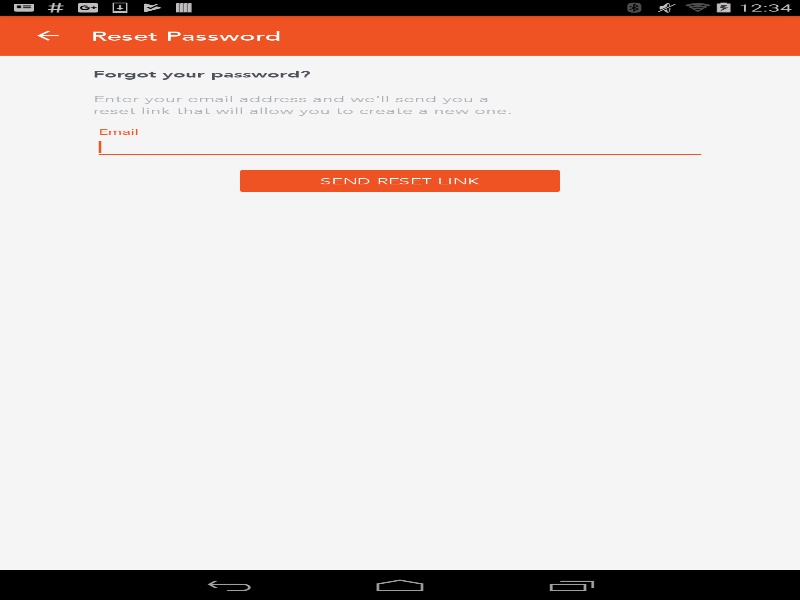 12:34
Reset Password
Forgot your password?
Enter your email address and we'll send you a
reset link that will allow you to create a new one.
Email
SEND RESET LINK